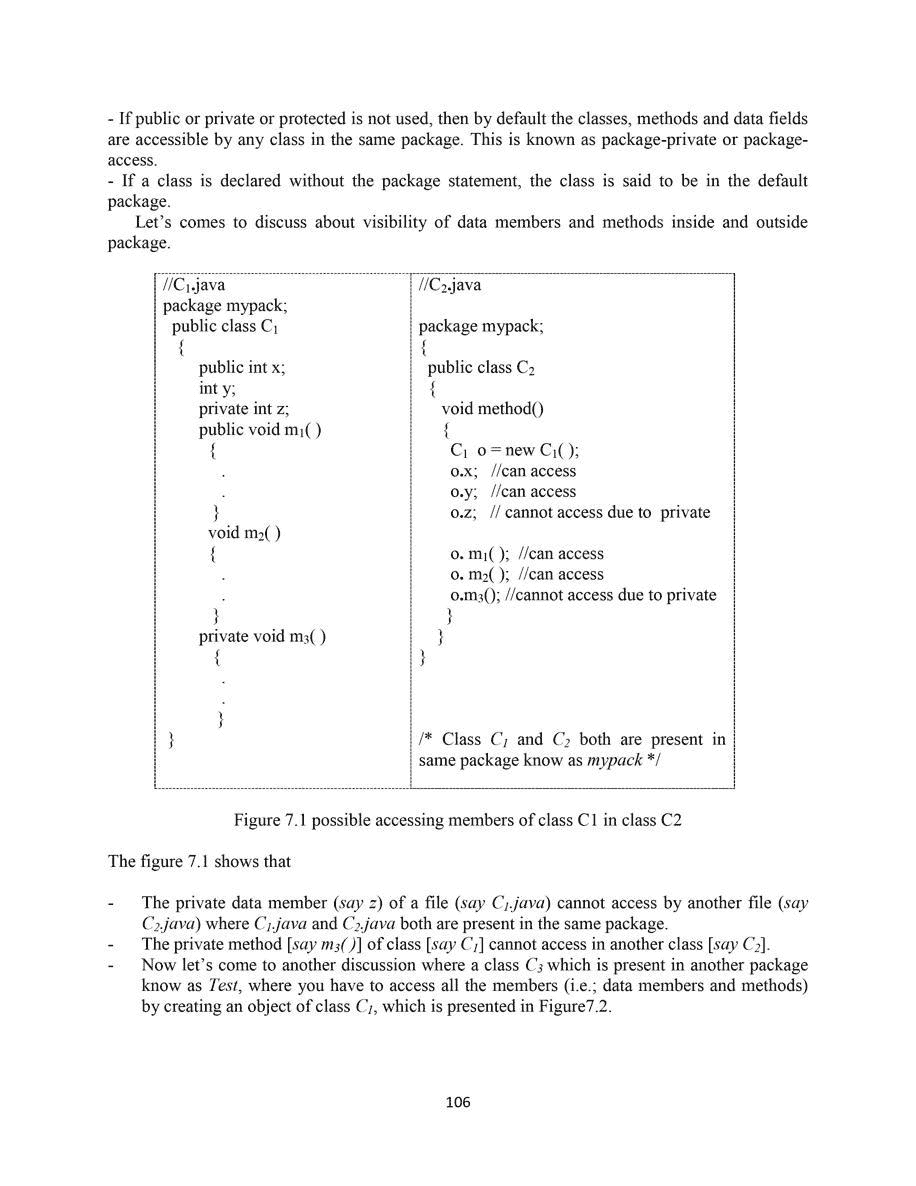 - If public or private or protected is not used, then by default the classes, methods and data fields
are accessible by any class in the same package. This is known as package-private or package-
access.
- If a class is declared without the package statement, the class is said to be in the default
package.
Let’s comes to discuss about visibility of data members and methods inside and outside
package.
//C₁.java
package mypack;
public class C₁
{
public int x;
int y;
private int z;
public void m₁( )
{
.
.
}
void m₂( )
{
.
.
}
private void m₃( )
{
.
.
}
}
//C₂.java
package mypack;
{
public class C₂
{
void method()
{
C₁ o = new C₁( );
o.x; //can access
o.y; //can access
o.z; // cannot access due to private
o. m₁( ); //can access
o. m₂( ); //can access
o.m₃(); //cannot access due to private
}
}
}
/* Class C₁ and C₂ both are present in
same package know as mypack */
Figure 7.1 possible accessing members of class C1 in class C2
The figure 7.1 shows that
- The private data member (say z) of a file (say C₁.java) cannot access by another file (say
C₂.java) where C₁.java and C₂.java both are present in the same package.
- The private method [say m₃( )] of class [say C₁] cannot access in another class [say C₂].
- Now let’s come to another discussion where a class C₃ which is present in another package
know as Test, where you have to access all the members (i.e.; data members and methods)
by creating an object of class C₁, which is presented in Figure7.2.
106